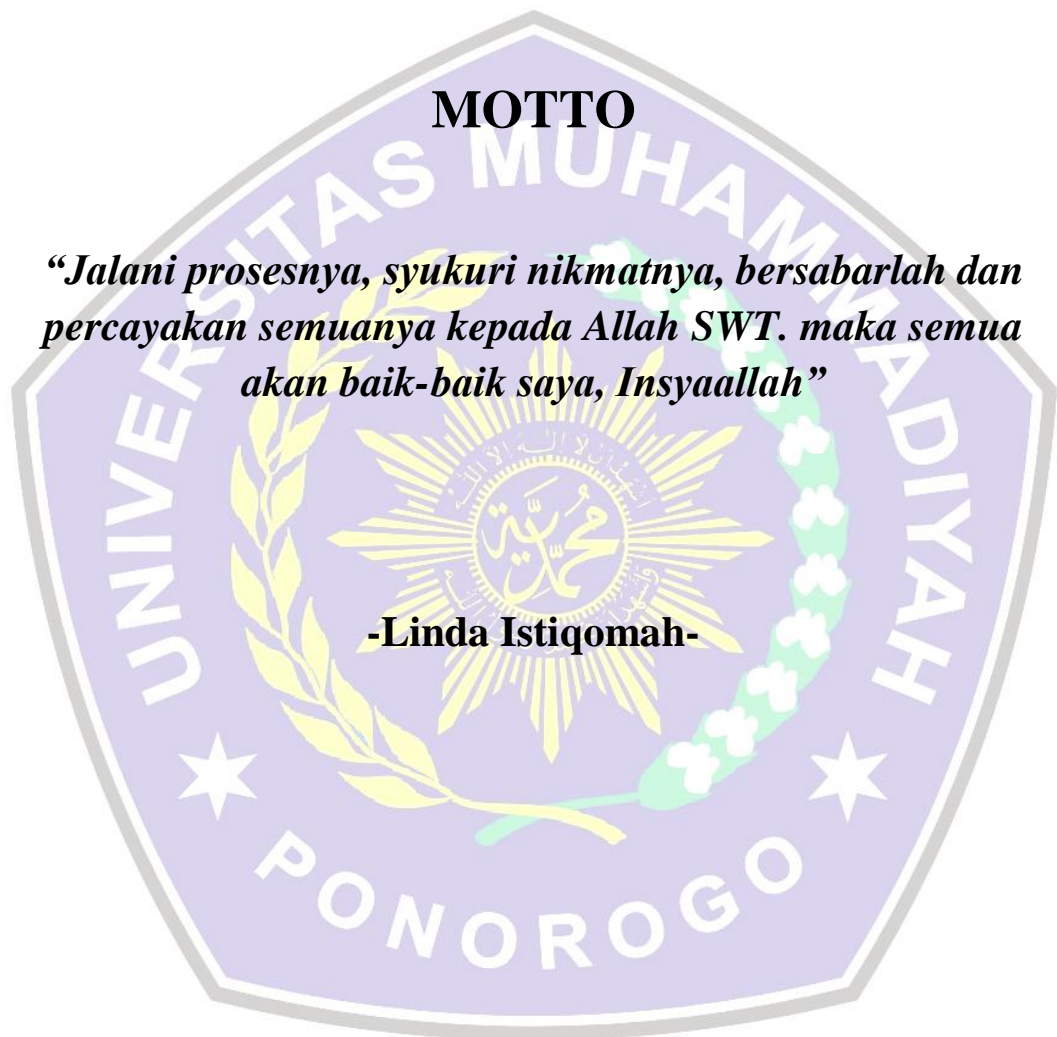 MOTTO
UNIVERSITAS MUHAMMADIYAH
“Jalani prosesnya, syukuri nikmatnya, bersabarlah dan
percayakan semuanya kepada Allah SWT. maka semua
akan baik-baik saya, Insyaallah”
محمدية
-Linda Istiqomah-
PONOROGO